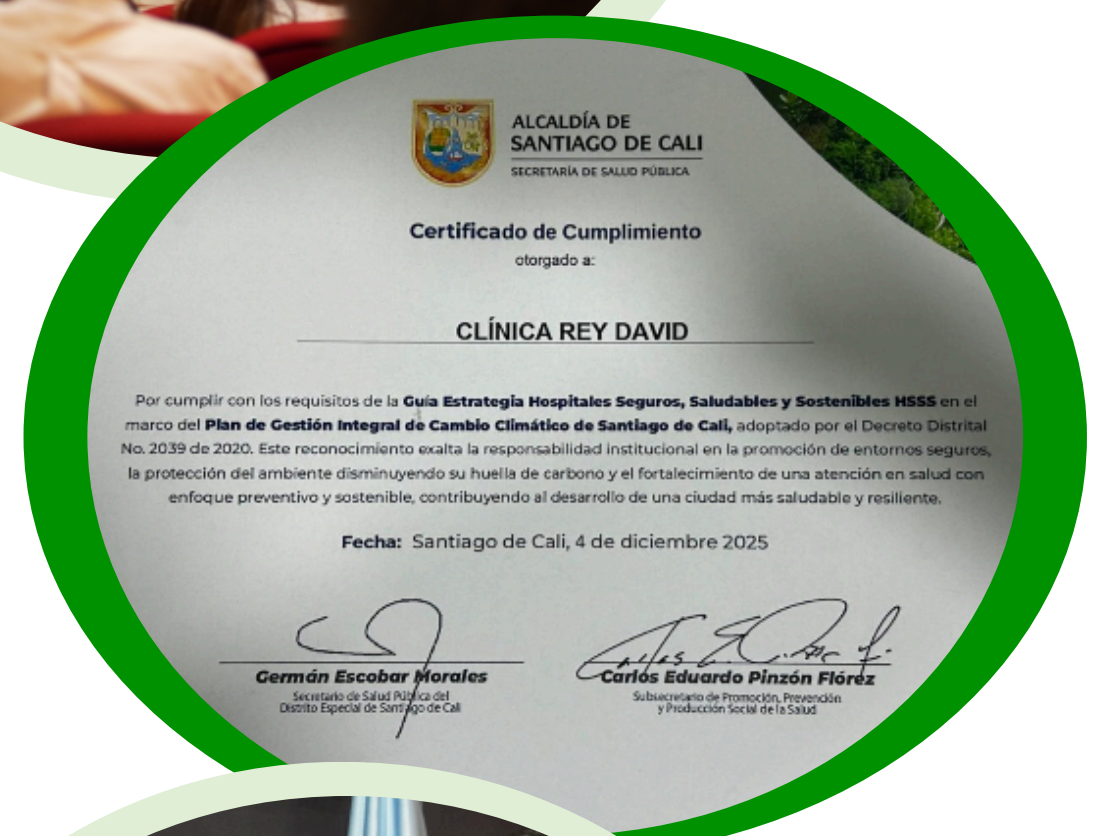 ALCALDÍA DE
SANTIAGO DE CALI
SECRETARÍA DE SALUD PÚBLICA
Certificado de Cumplimiento
otorgado a:
CLÍNICA REY DAVID
Por cumplir con los requisitos de la Guía Estrategia Hospitales Seguros, Saludables y Sostenibles HSSS en el
marco del Plan de Gestión Integral de Cambio Climático de Santiago de Cali, adoptado por el Decreto Distrital
No. 2039 de 2020. Este reconocimiento exalta la responsabilidad institucional en la promoción de entornos seguros,
la protección del ambiente disminuyendo su huella de carbono y el fortalecimiento de una atención en salud con
enfoque preventivo y sostenible, contribuyendo al desarrollo de una ciudad más saludable y resiliente.
Fecha: Santiago de Cali, 4 de diciembre 2025
Germán Escobar Morales
Secretario de Salud Pública del
Distrito Especial de Santiago de Cali
Carlos Eduardo Pinzón Flórez
Subsecretario de Promoción, Prevención
y Producción Social de la Salud